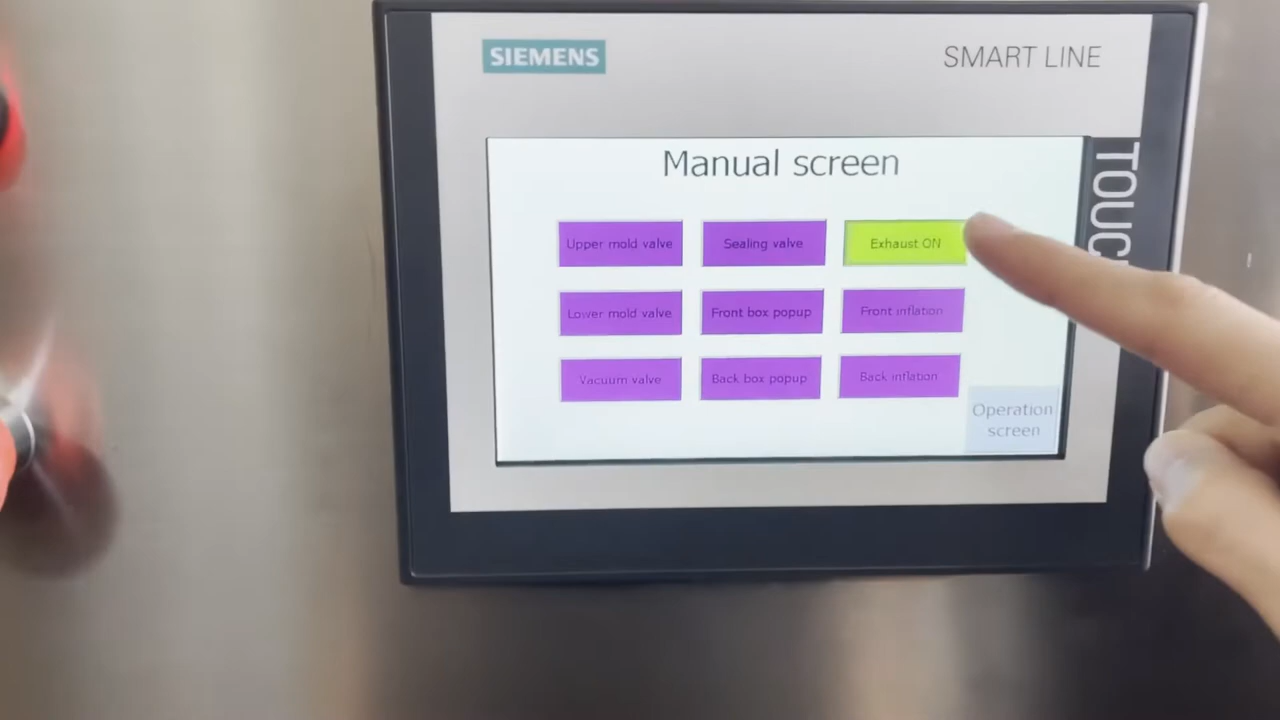 SIEMENS
SMART LINE
TOUC
Manual screen
Upper mold valve
Sealing valve
Exhaust ON
Lower mold valve
Front box popup
Front inflation
Vacuum valve
Back box popup
Back inflation
Operation
screen